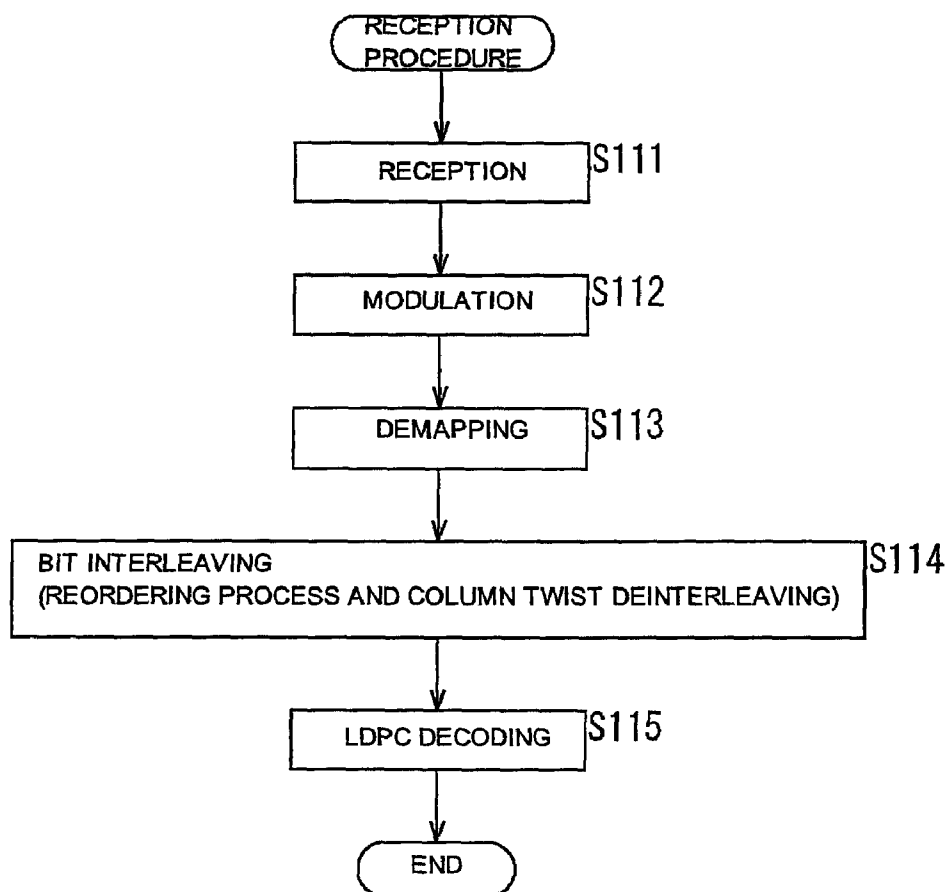 RECEPTION
PROCEDURE
RECEPTION
S111
MODULATION
S112
DEMAPPING
S113
BIT INTERLEAVING
(REORDERING PROCESS AND COLUMN TWIST DEINTERLEAVING)
S114
LDPC DECODING
S115
END